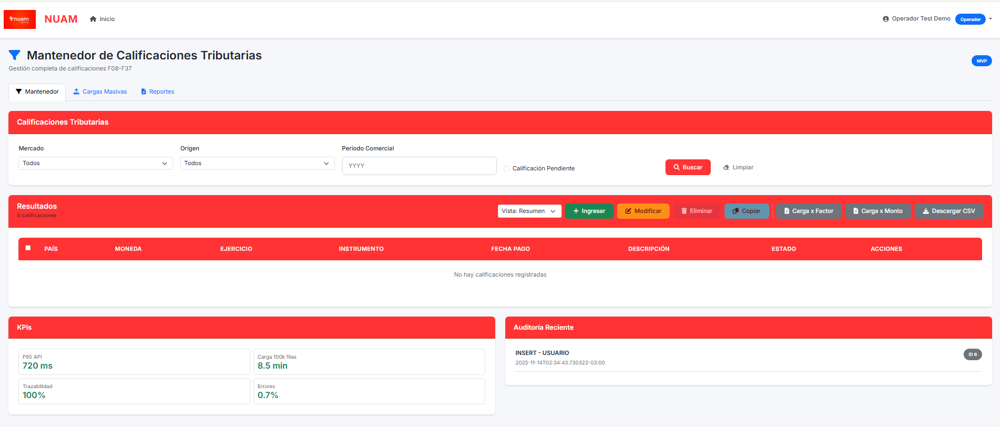 nuam
NUAM
Inicio
Operador Test Demo
Operador
Mantenedor de Calificaciones Tributarias
Gestión completa de calificaciones F08-F37
MVP
Mantenedor
Cargas Masivas
Reportes
Calificaciones Tributarias
Mercado
Origen
Período Comercial
Todos
Todos
YYYY
Calificación Pendiente
Buscar
Limpiar
Resultados
0 calificaciones
Vista: Resumen
Ingresar
Modificar
Eliminar
Copiar
Carga x Factor
Carga x Monto
Descargar CSV
PAÍS MONEDA EJERCICIO INSTRUMENTO FECHA PAGO DESCRIPCIÓN ESTADO ACCIONES
No hay calificaciones registradas
KPIs
P95 API
720 ms
Carga 100k filas
8.5 min
Trazabilidad
100%
Errores
0.7%
Auditoría Reciente
INSERT - USUARIO
2025-11-14T02:34:43.730323-03:00
ID 6